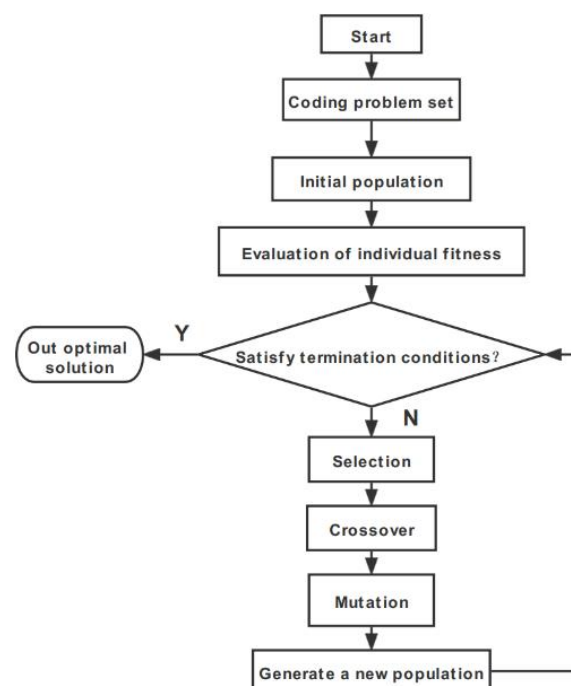 Start
Coding problem set
Initial population
Evaluation of individual fitness
Y
Out optimal
solution
Satisfy termination conditions?
N
Selection
Crossover
Mutation
Generate a new population